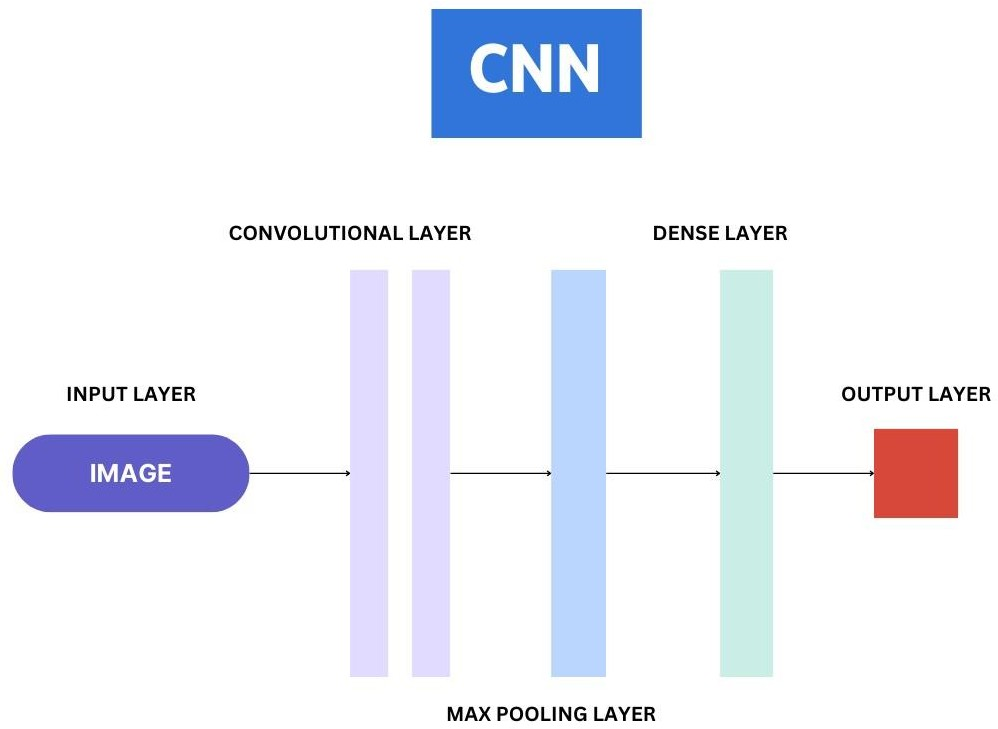 CNN
CONVOLUTIONAL LAYER
DENSE LAYER
INPUT LAYER
OUTPUT LAYER
IMAGE
MAX POOLING LAYER